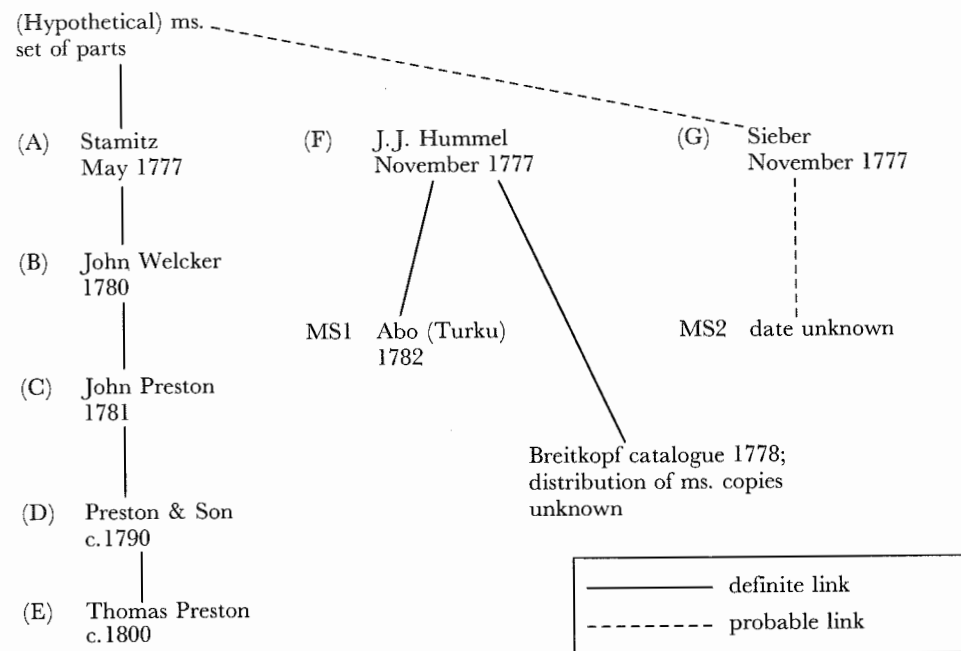 (Hypothetical) ms.
set of parts
(A) Stamitz
May 1777
(F) J.J. Hummel
November 1777
(G) Sieber
November 1777
(B) John Welcker
1780
MS1 Abo (Turku)
1782
MS2 date unknown
(C) John Preston
1781
Breitkopf catalogue 1778;
distribution of ms. copies
unknown
(D) Preston & Son
c.1790
(E) Thomas Preston
c.1800
definite link
probable link